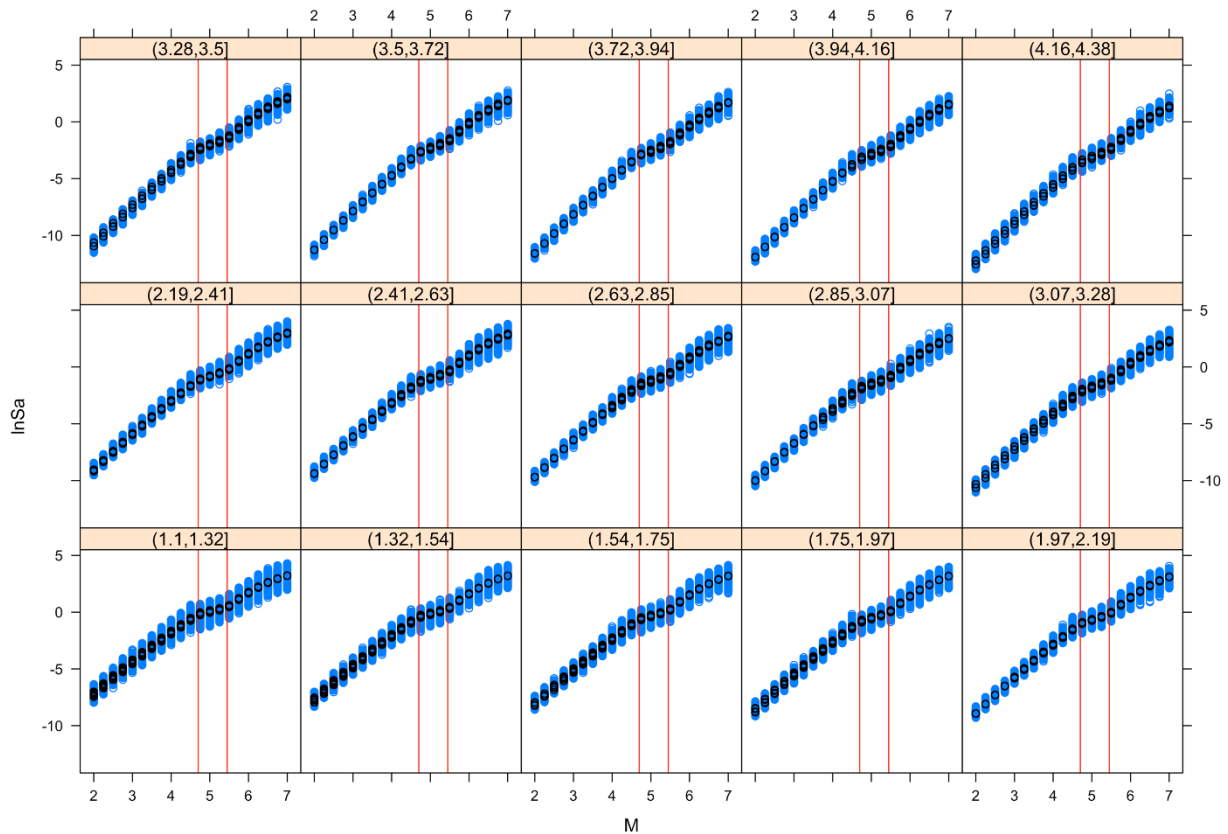 2 3 4 5 6 7 2 3 4 5 6 7
(3.28,3.5] (3.5,3.72] (3.72,3.94] (3.94,4.16] (4.16,4.38]
5
0
-5
-10
(2.19,2.41] (2.41,2.63] (2.63,2.85] (2.85,3.07] (3.07,3.28]
5
0
-5
-10
lnSa
(1.1,1.32] (1.32,1.54] (1.54,1.75] (1.75,1.97] (1.97,2.19]
5
0
-5
-10
2 3 4 5 6 7 2 3 4 5 6 7 2 3 4 5 6 7
M